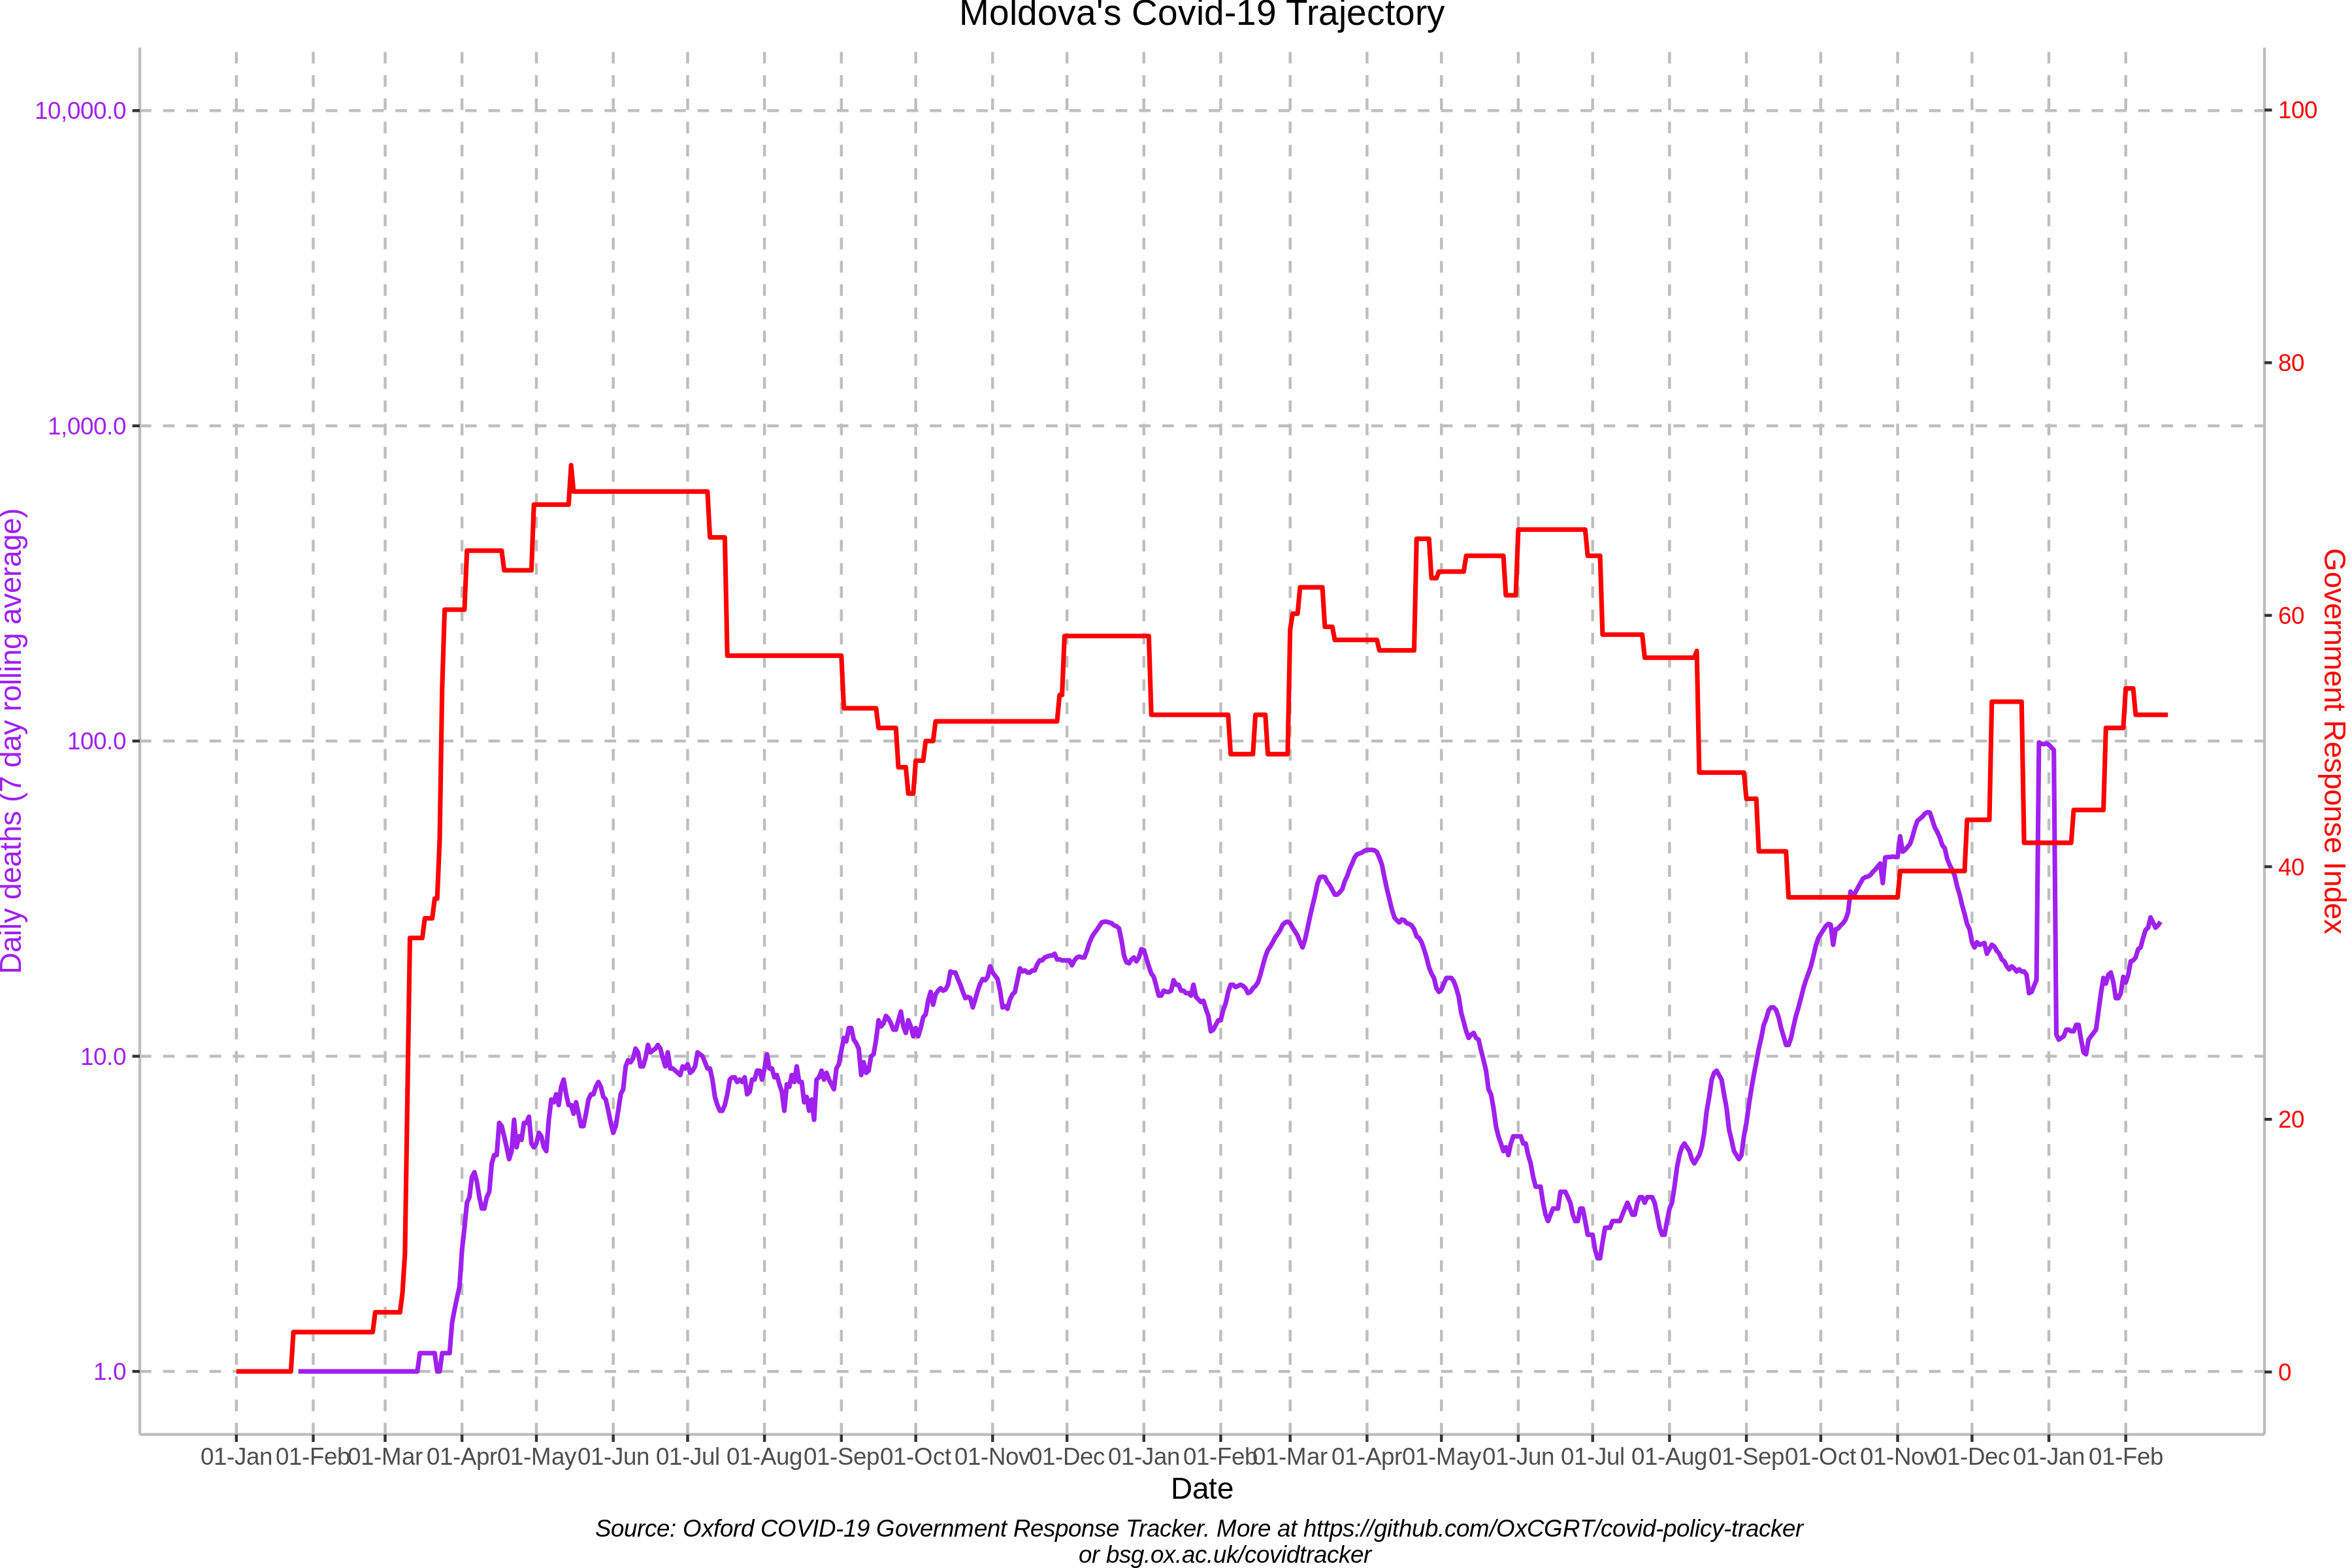 Moldova's Covid-19 Trajectory
10,000.0
1,000.0
100.0
10.0
1.0
Daily deaths (7 day rolling average)
100
80
60
40
20
0
Government Response Index
01-Jan 01-Feb 01-Mar 01-Apr 01-May 01-Jun 01-Jul 01-Aug 01-Sep 01-Oct 01-Nov 01-Dec 01-Jan 01-Feb 01-Mar 01-Apr 01-May 01-Jun 01-Jul 01-Aug 01-Sep 01-Oct 01-Nov 01-Dec 01-Jan 01-Feb
Date
Source: Oxford COVID-19 Government Response Tracker. More at https://github.com/OxCGRT/covid-policy-tracker
or bsg.ox.ac.uk/covidtracker